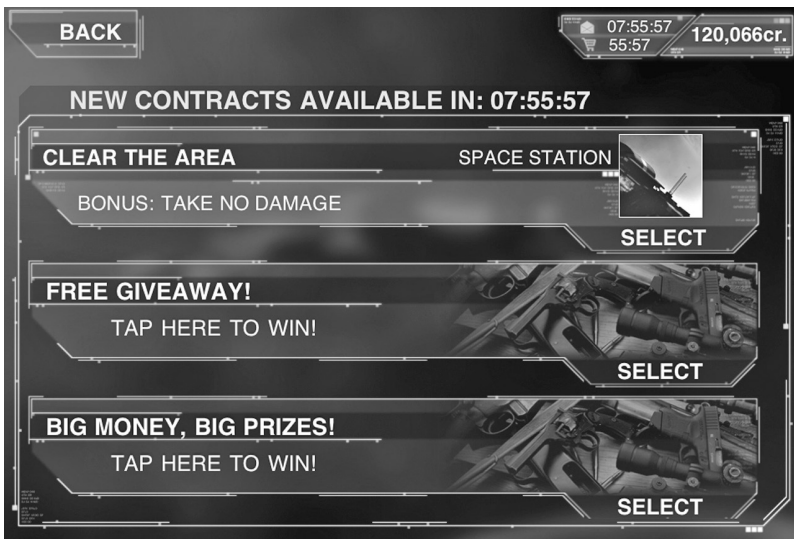 BACK
07:55:57
55:57
120,066cr.
NEW CONTRACTS AVAILABLE IN: 07:55:57
CLEAR THE AREA
SPACE STATION
BONUS: TAKE NO DAMAGE
SELECT
FREE GIVEAWAY!
TAP HERE TO WIN!
SELECT
BIG MONEY, BIG PRIZES!
TAP HERE TO WIN!
SELECT